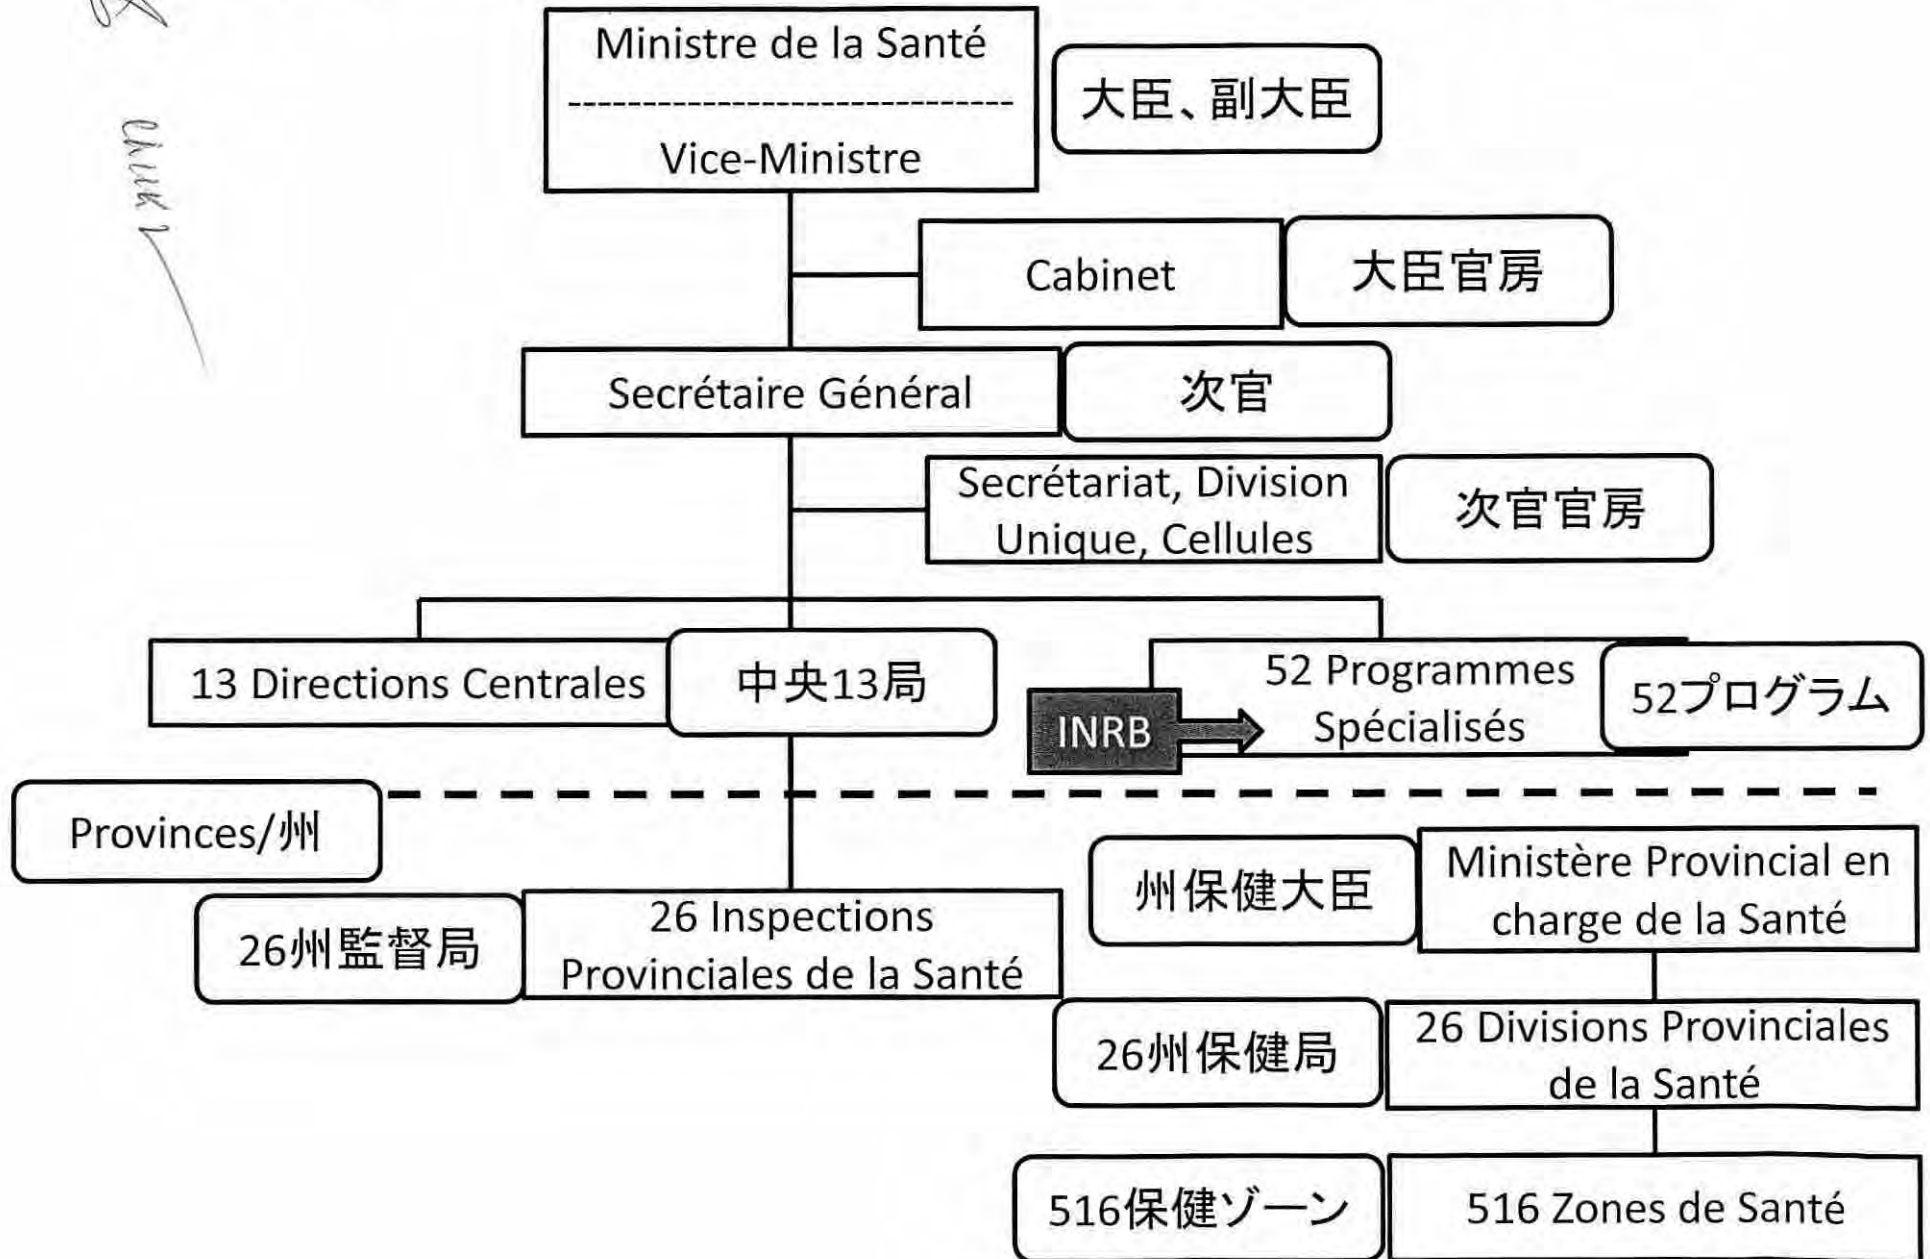 Ministre de la Santé
------------------------------
Vice-Ministre
大臣、副大臣
Cabinet
大臣官房
Secrétaire Général
次官
Secrétariat, Division
Unique, Cellules
次官官房
13 Directions Centrales
中央13局
INRB
52 Programmes
Spécialisés
52プログラム
Provinces/州
26州監督局
26 Inspections
Provinciales de la Santé
州保健大臣
Ministère Provincial en
charge de la Santé
26州保健局
26 Divisions Provinciales
de la Santé
516保健ゾーン
516 Zones de Santé